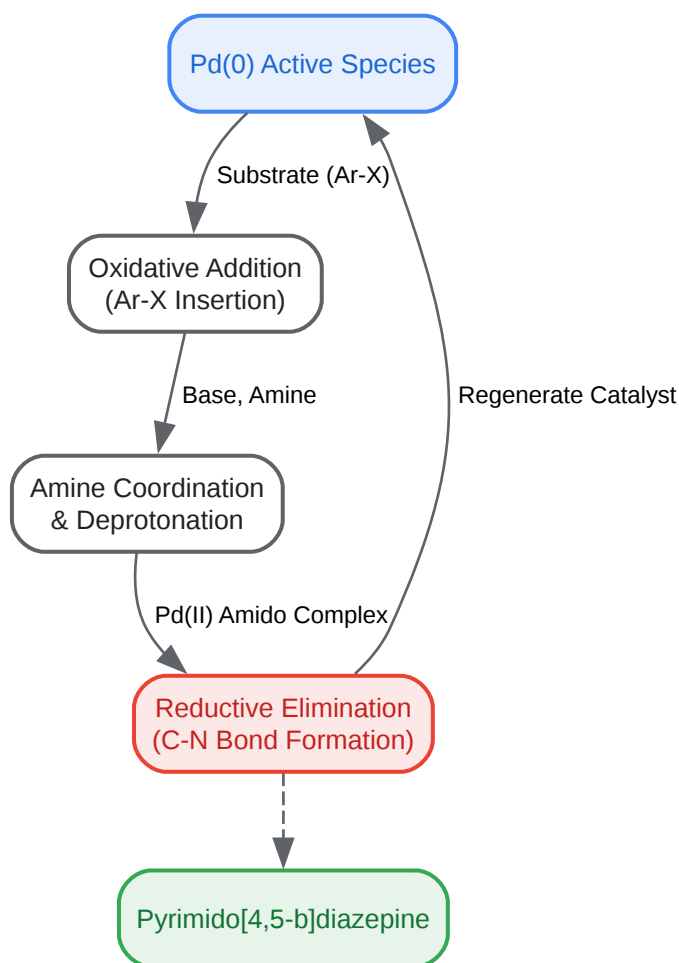 Pd(0) Active Species
Substrate (Ar-X)
Oxidative Addition
(Ar-X Insertion)
Base, Amine
Regenerate Catalyst
Amine Coordination
& Deprotonation
Pd(II) Amido Complex
Reductive Elimination
(C-N Bond Formation)
Pyrimido[4,5-b]diazepine